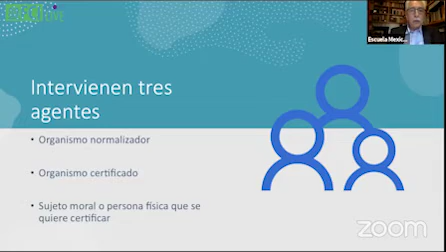 Escuela Mexic...
Intervienen tres
agentes
• Organismo normalizador
• Organismo certificado
• Sujeto moral o persona física que se
quiere certificar
zoom